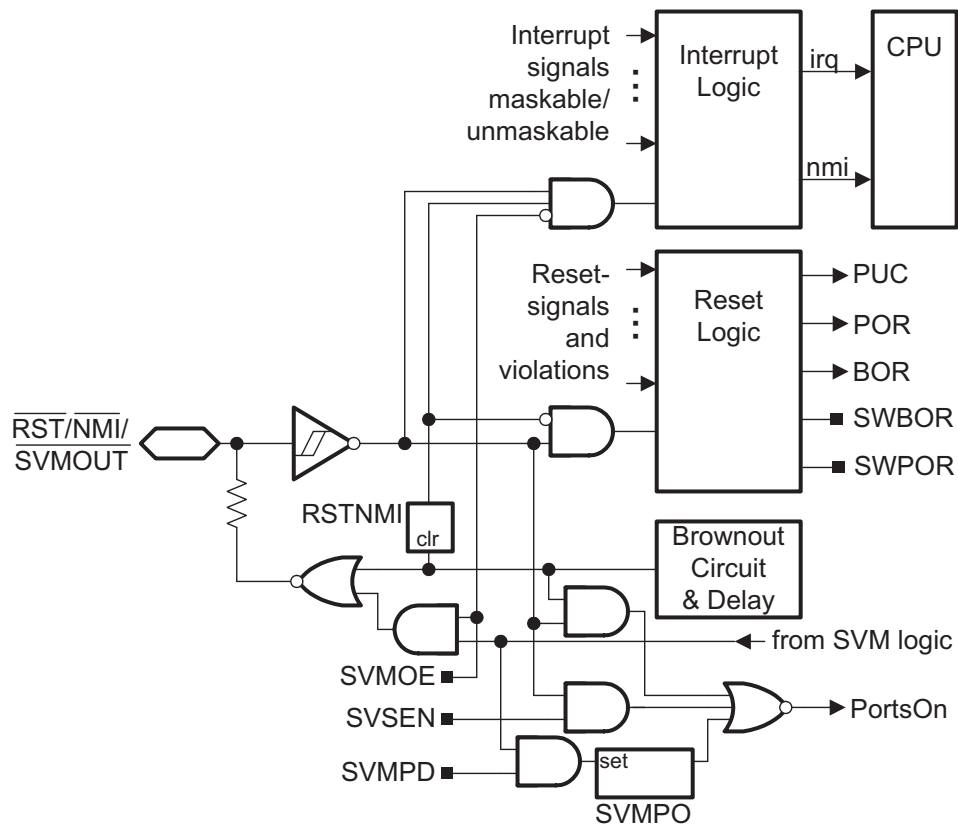 Interrupt
signals
maskable/
unmaskable
Interrupt
Logic
irq
nmi
CPU
Reset-
signals
and
violations
Reset
Logic
PUC
POR
BOR
SWBOR
SWPOR
RST/NMI/
SVMOUT
RSTNMI
clr
Brownout
Circuit
& Delay
from SVM logic
SVMOE
SVSEN
PortsOn
SVMPD
set
SVMPO